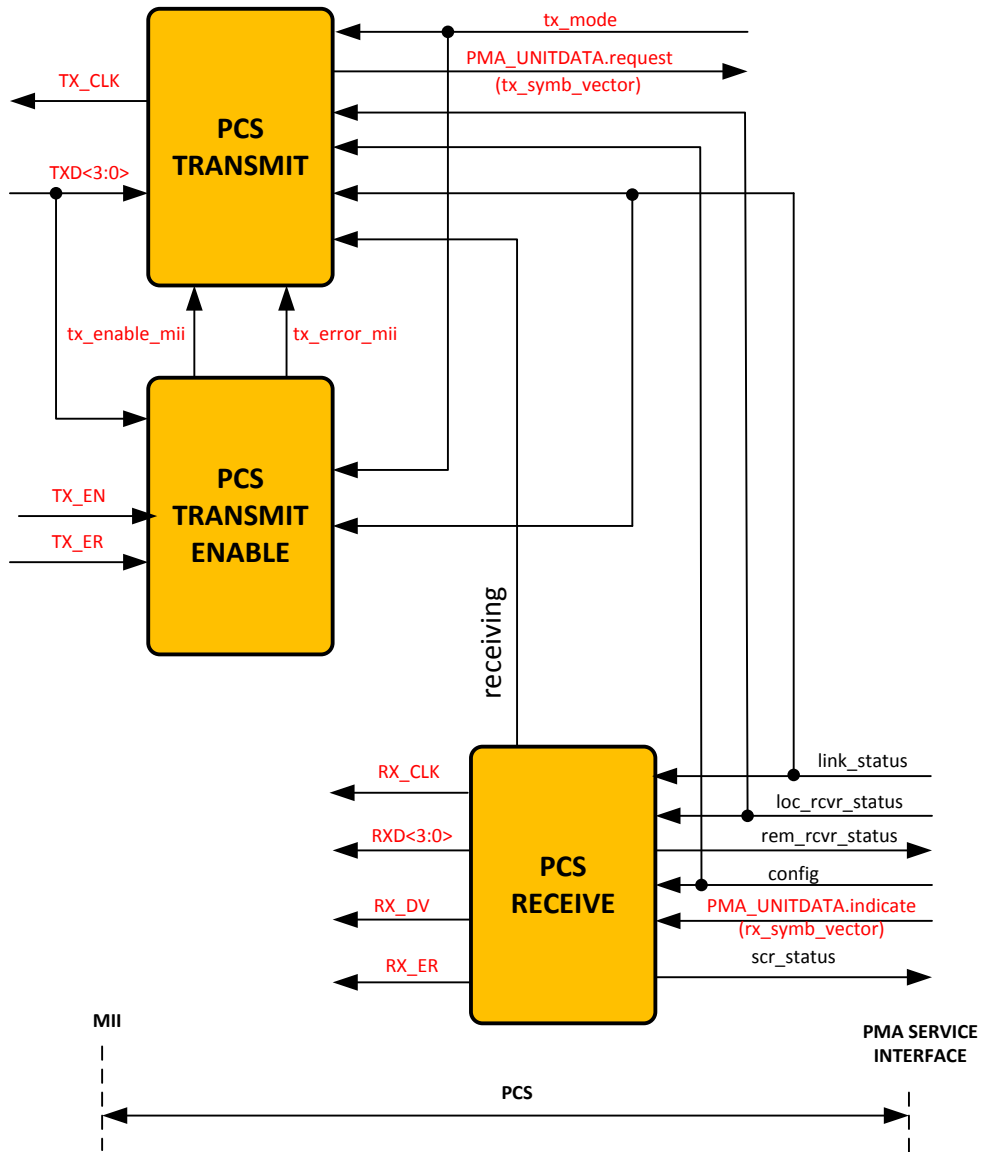 tx_mode
PMA_UNITDATA.request
(tx_symb_vector)
TX_CLK
PCS
TRANSMIT
TXD<3:0>
tx_enable_mii
tx_error_mii
PCS
TRANSMIT
ENABLE
TX_EN
TX_ER
receiving
RX_CLK
RXD<3:0>
RX_DV
RX_ER
PCS
RECEIVE
link_status
loc_rcvr_status
rem_rcvr_status
config
PMA_UNITDATA.indicate
(rx_symb_vector)
scr_status
MII
PMA SERVICE
INTERFACE
PCS